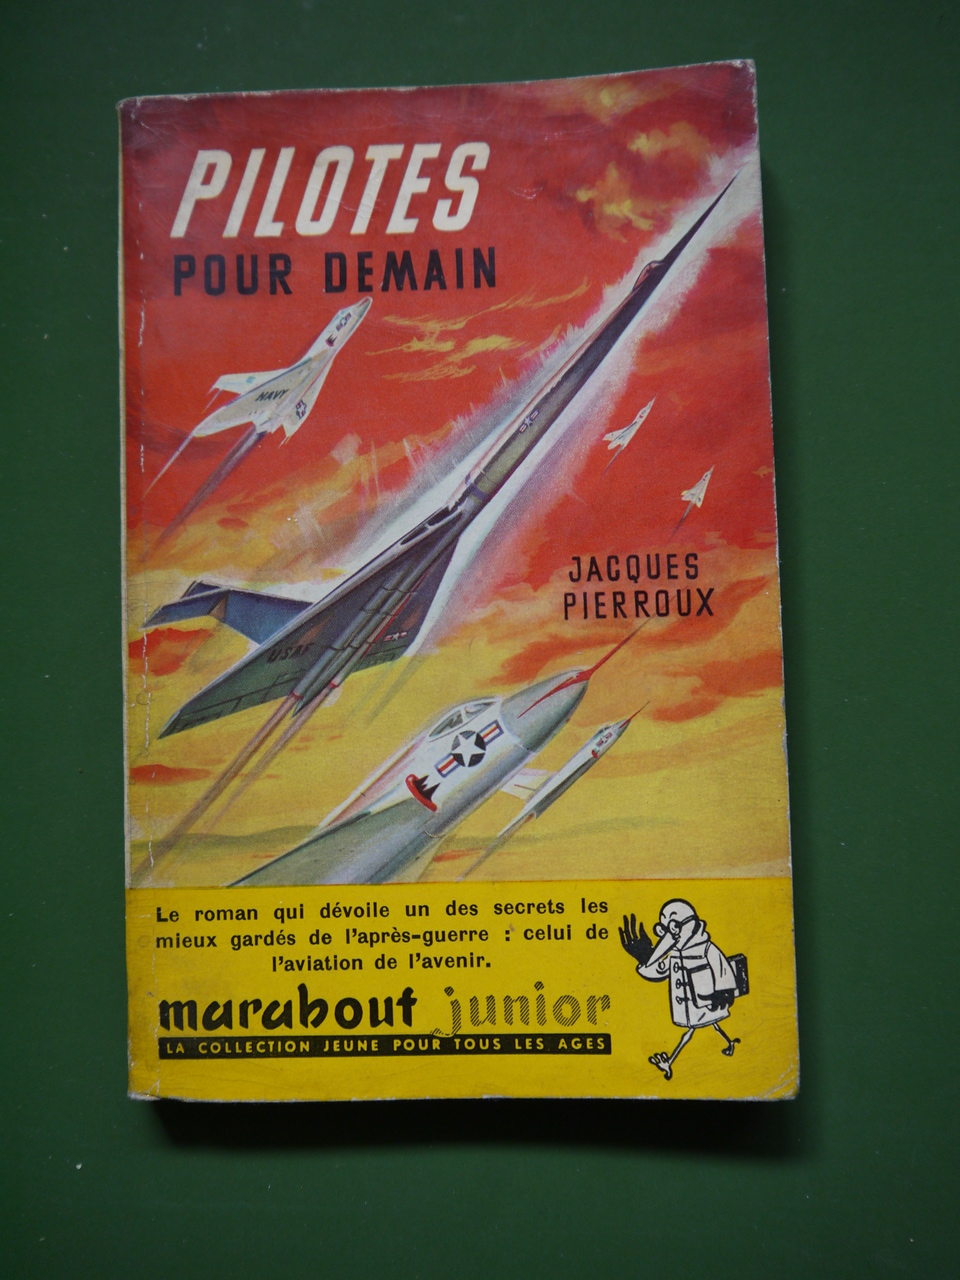 PILOTES
POUR DEMAIN
NAVY
JACQUES
PIERROUX
USAF
Le roman qui dévoile un des secrets les
mieux gardés de l'après-guerre : celui de
l'aviation de l'avenir.
marabout junior
LA COLLECTION JEUNE POUR TOUS LES AGES